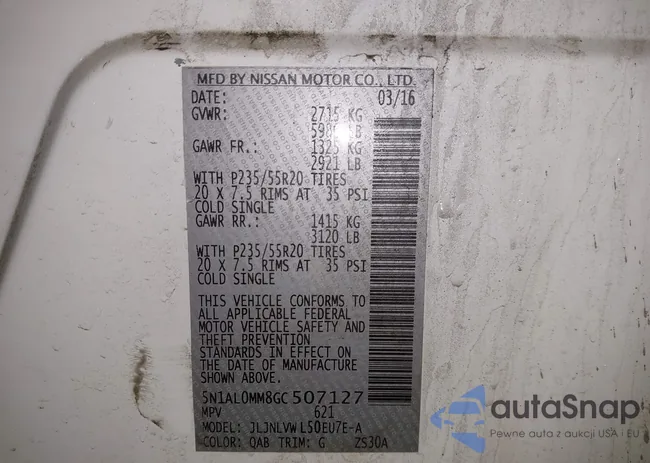 MFD BY NISSAN MOTOR CO., LTD.
DATE: 03/16
GVWR: 2715 KG
LB
GAWR FR.: 1325 KG
2921 LB
WITH P235/55R20 TIRES
20 X 7.5 RIMS AT 35 PSI
COLD SINGLE
GAWR RR.: 1415 KG
3120 LB
WITH P235/55R20 TIRES
20 X 7.5 RIMS AT 35 PSI
COLD SINGLE
THIS VEHICLE CONFORMS TO
ALL APPLICABLE FEDERAL
MOTOR VEHICLE SAFETY AND
THEFT PREVENTION
STANDARDS IN EFFECT ON
THE DATE OF MANUFACTURE
SHOWN ABOVE.
5N1AL0MM8GC507127
MPV 621
MODEL: JLJNLVWL50EU7E-A
COLOR: QAB TRIM: G ZS30A
autoSnap
Pewne auta z aukcji USA i EU